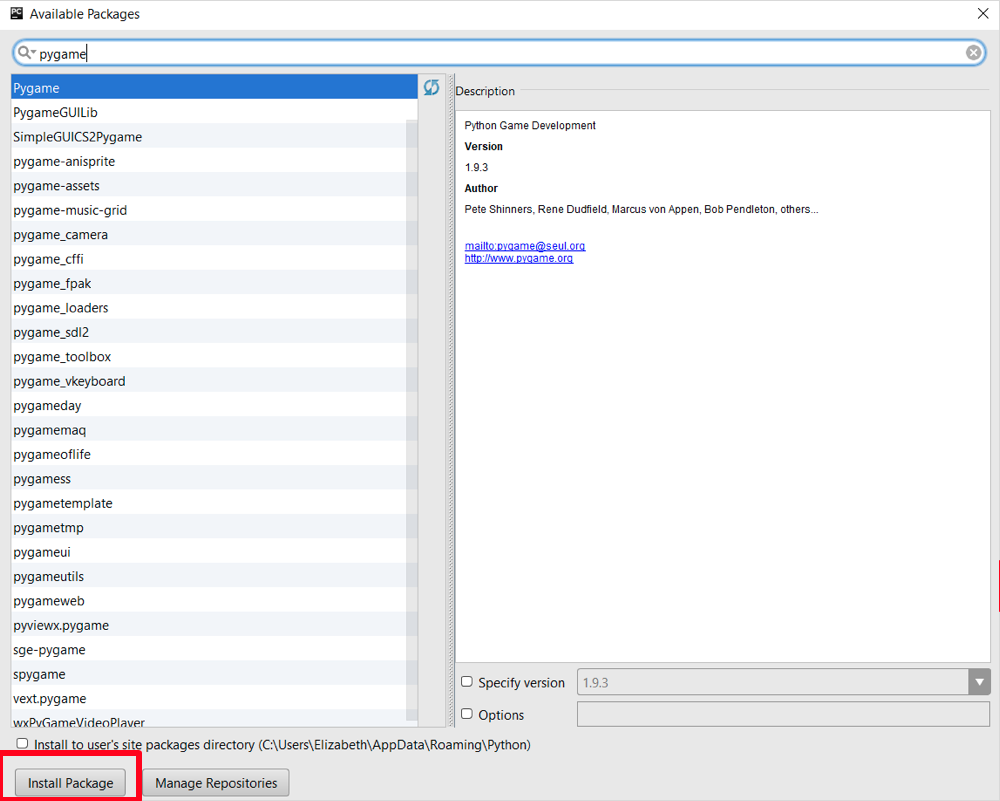 PC
Available Packages
pygame
Pygame
PygameGUILib
SimpleGUICS2Pygame
pygame-anisprite
pygame-assets
pygame-music-grid
pygame_camera
pygame_cffi
pygame_fpak
pygame_loaders
pygame_sdl2
pygame_toolbox
pygame_vkeyboard
pygameday
pygamemaq
pygameoflife
pygamess
pygametemplate
pygametmp
pygameui
pygameutils
pygameweb
pyviewx.pygame
sge-pygame
spygame
vext.pygame
wxPyGameVideoPlayer
Description
Python Game Development
Version
1.9.3
Author
Pete Shinners, Rene Dudfield, Marcus von Appen, Bob Pendleton, others...
mailto:pygame@seul.org
http://www.pygame.org
Specify version 1.9.3
Options
Install to user's site packages directory (C:\Users\Elizabeth\AppData\Roaming\Python)
Install Package Manage Repositories